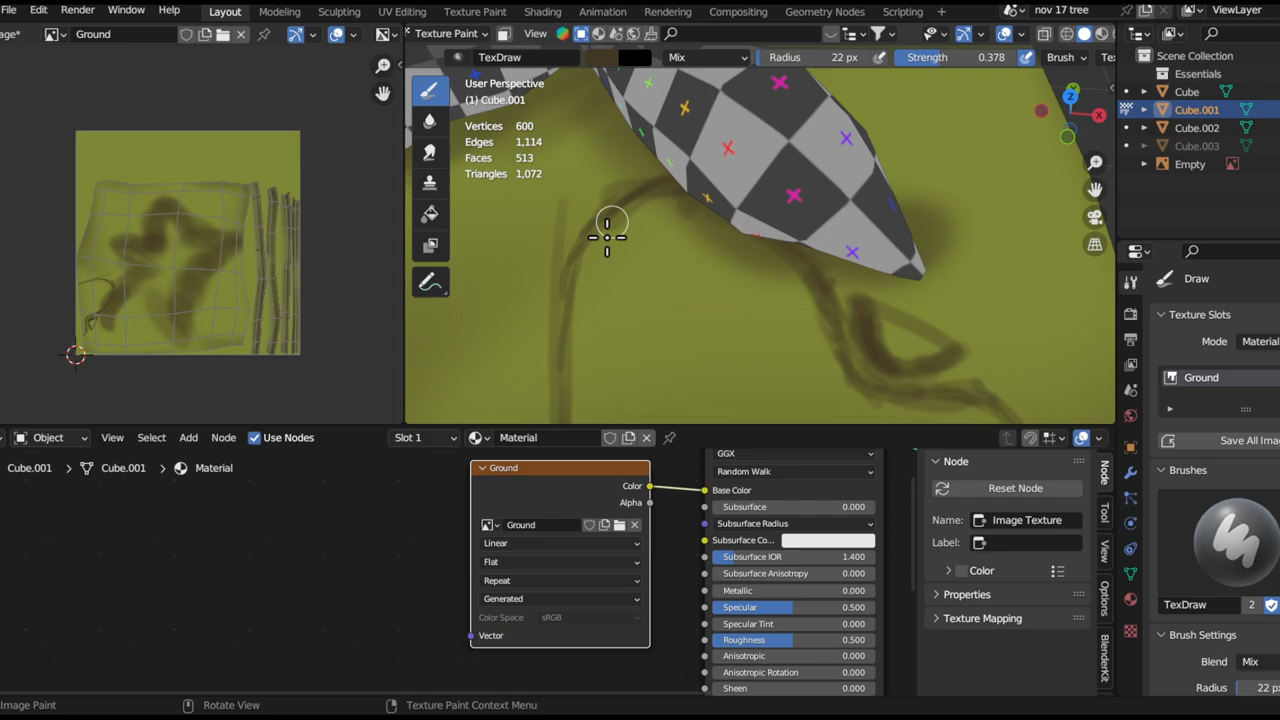 File Edit Render Window Help Layout Modeling Sculpting UV Editing Texture Paint Shading Animation Rendering Compositing Geometry Nodes Scripting nov 17 tree ViewLayer
Ground Texture Paint View
TexDraw Mix Radius 22 px Strength 0.378 Brush
User Perspective
(1) Cube.001
Vertices 600
Edges 1,114
Faces 513
Triangles 1,072
Z
X
Scene Collection
Essentials
Cube
Cube.001
Cube.002
Cube.003
Empty
Draw
Texture Slots
Mode Material
Ground
Save All Ima
Brushes
TexDraw 2
Brush Settings
Blend Mix
Radius 22 px
Object View Select Add Node Use Nodes Slot 1 Material
Cube.001 Cube.001 Material
Ground
Color
Alpha
Ground
Linear
Flat
Repeat
Generated
Color Space sRGB
Vector
GGX
Random Walk
Base Color
Subsurface 0.000
Subsurface Radius
Subsurface Co...
Subsurface IOR 1.400
Subsurface Anisotropy 0.000
Metallic 0.000
Specular 0.500
Specular Tint 0.000
Roughness 0.500
Anisotropic 0.000
Anisotropic Rotation 0.000
Sheen 0.000
Node
Reset Node
Name: Image Texture
Label:
Color
Properties
Texture Mapping
Node
Tool
View
Options
BlenderKit
Image Paint Rotate View Texture Paint Context Menu